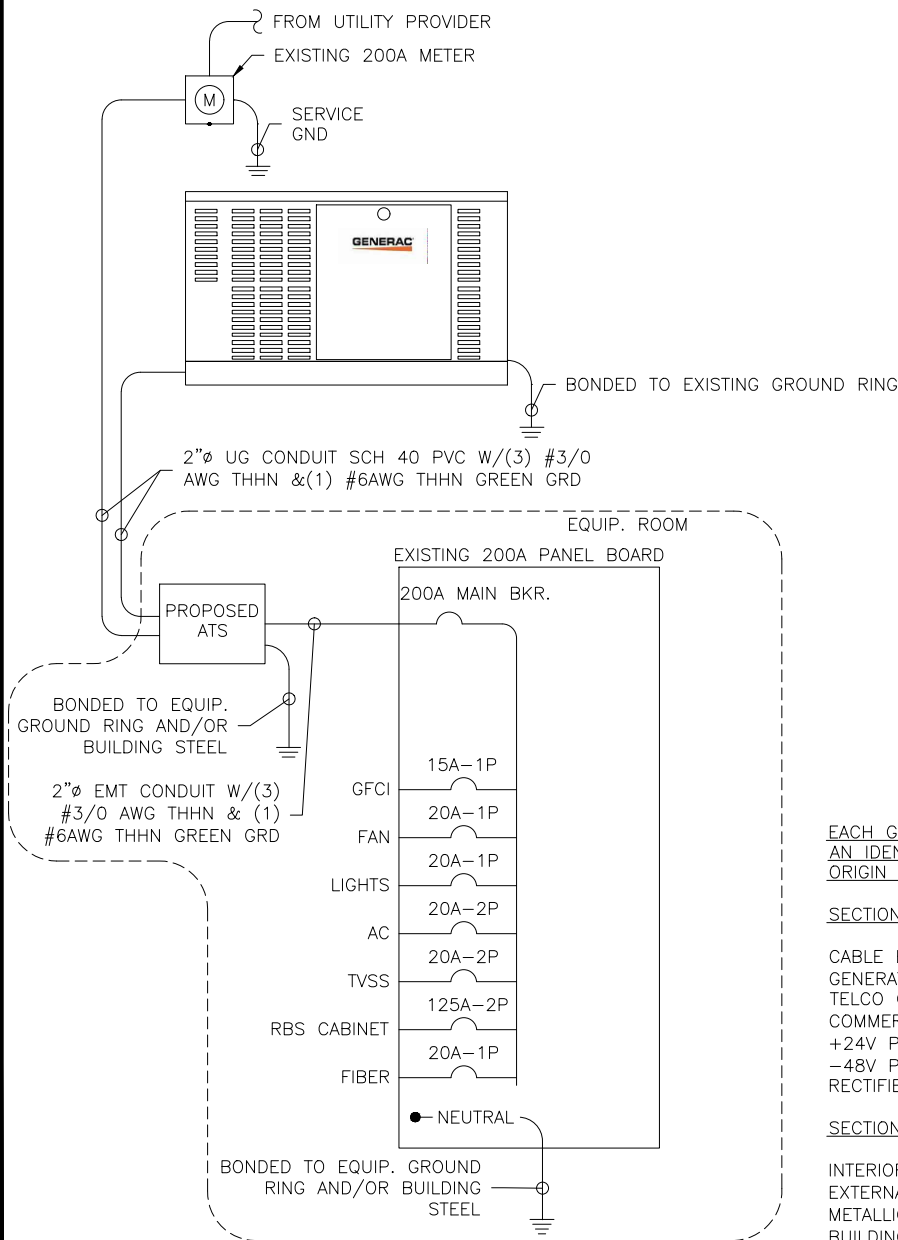 FROM UTILITY PROVIDER
EXISTING 200A METER
M
SERVICE
GND
GENERAC
BONDED TO EXISTING GROUND RING
2"ø UG CONDUIT SCH 40 PVC W/(3) #3/0
AWG THHN &(1) #6AWG THHN GREEN GRD
EQUIP. ROOM
EXISTING 200A PANEL BOARD
200A MAIN BKR.
PROPOSED
ATS
BONDED TO EQUIP.
GROUND RING AND/OR
BUILDING STEEL
2"ø EMT CONDUIT W/(3)
#3/0 AWG THHN & (1)
#6AWG THHN GREEN GRD
15A-1P
GFCI
20A-1P
FAN
20A-1P
LIGHTS
20A-2P
AC
20A-2P
TVSS
125A-2P
RBS CABINET
20A-1P
FIBER
NEUTRAL
BONDED TO EQUIP. GROUND
RING AND/OR BUILDING
STEEL
EACH G
AN IDEN
ORIGIN
SECTION
CABLE
GENERAT
TELCO
COMMER
+24V P
-48V P
RECTIFIE
SECTION
INTERIOR
EXTERNA
METALLIC
BUILDING